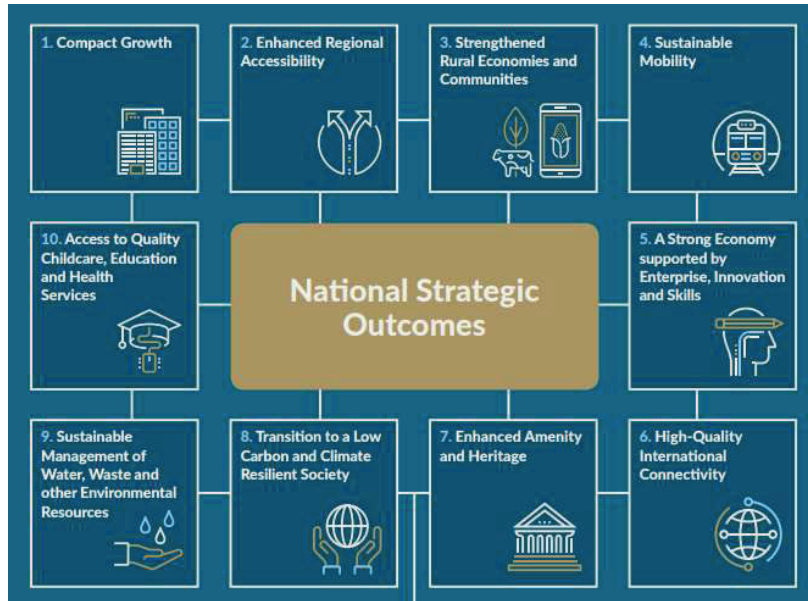 1. Compact Growth
2. Enhanced Regional
Accessibility
3. Strengthened
Rural Economies and
Communities
4. Sustainable
Mobility
10. Access to Quality
Childcare, Education
and Health
Services
National Strategic
Outcomes
5. A Strong Economy
supported by
Enterprise, Innovation
and Skills
9. Sustainable
Management of
Water, Waste and
other Environmental
Resources
8. Transition to a Low
Carbon and Climate
Resilient Society
7. Enhanced Amenity
and Heritage
6. High-Quality
International
Connectivity